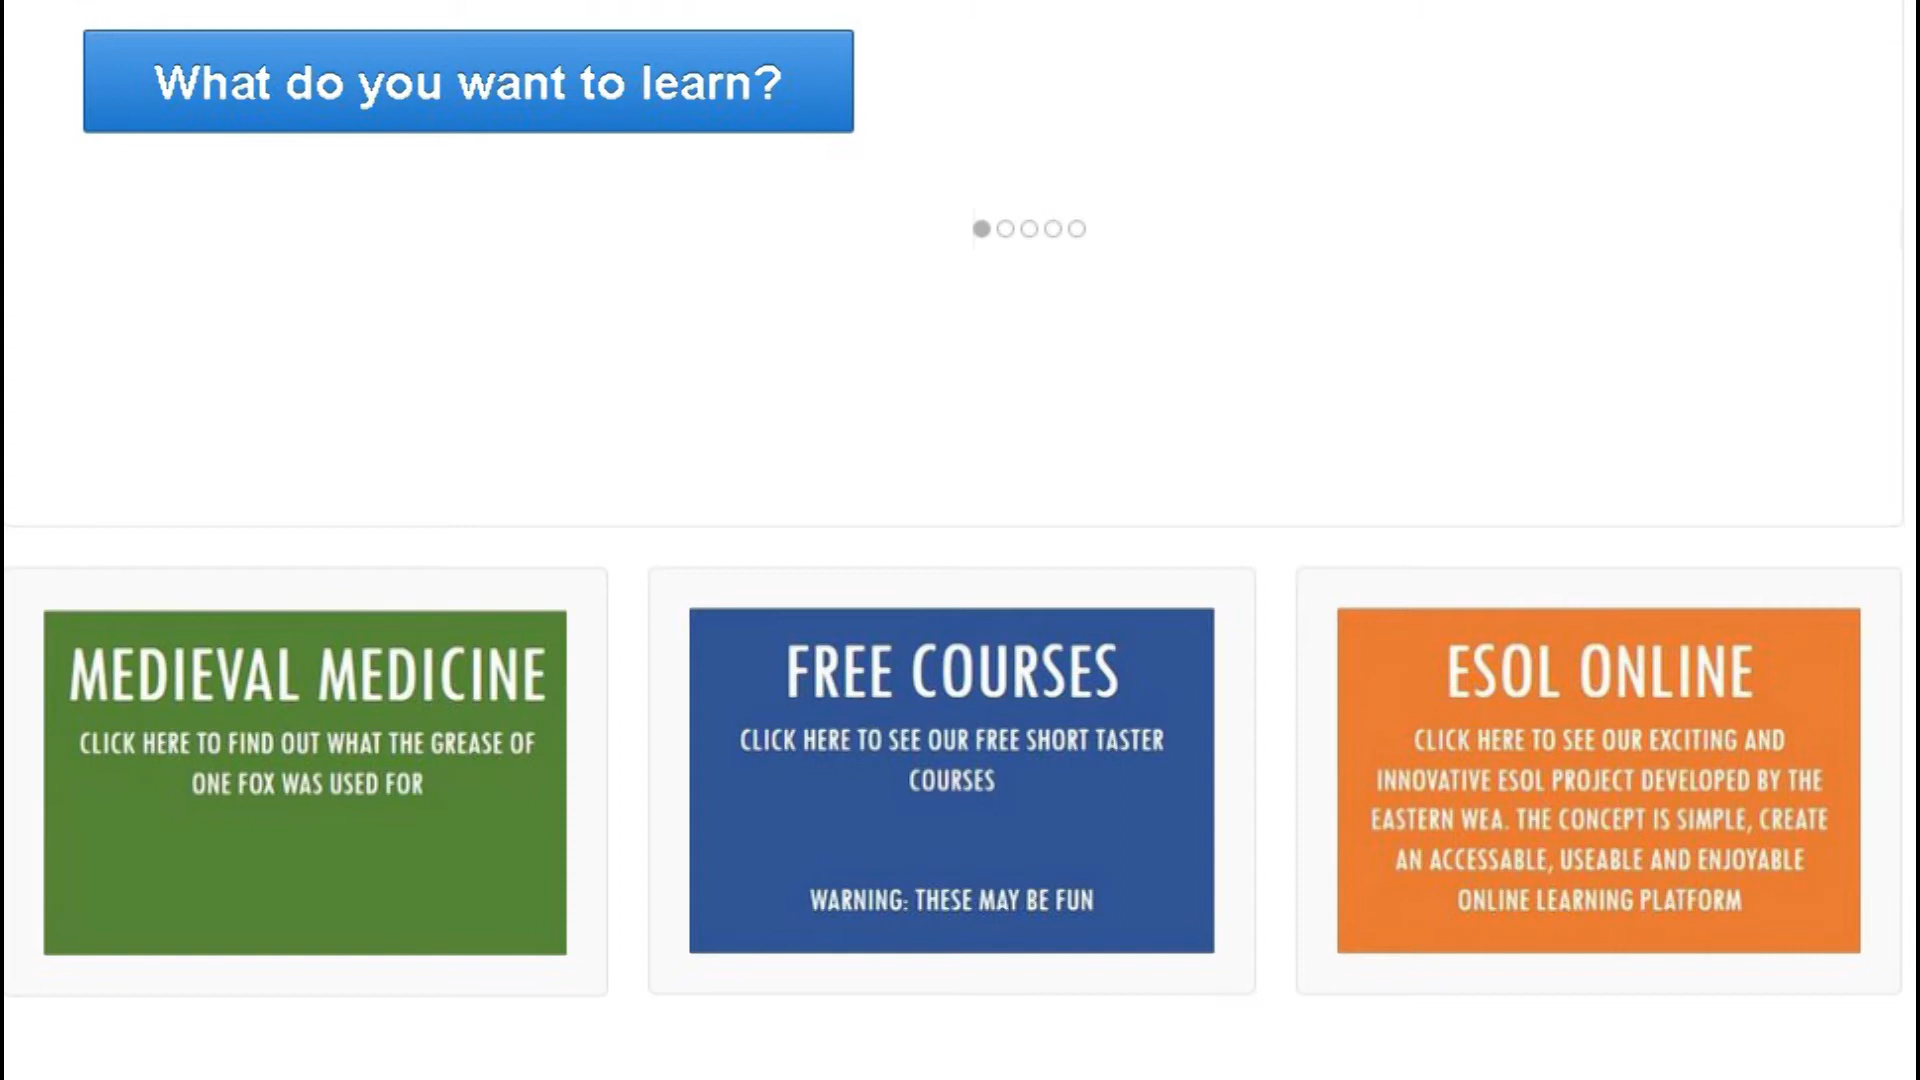 What do you want to learn?
MEDIEVAL MEDICINE
CLICK HERE TO FIND OUT WHAT THE GREASE OF
ONE FOX WAS USED FOR
FREE COURSES
CLICK HERE TO SEE OUR FREE SHORT TASTER
COURSES
WARNING: THESE MAY BE FUN
ESOL ONLINE
CLICK HERE TO SEE OUR EXCITING AND
INNOVATIVE ESOL PROJECT DEVELOPED BY THE
EASTERN WEA. THE CONCEPT IS SIMPLE, CREATE
AN ACCESSABLE, USEABLE AND ENJOYABLE
ONLINE LEARNING PLATFORM